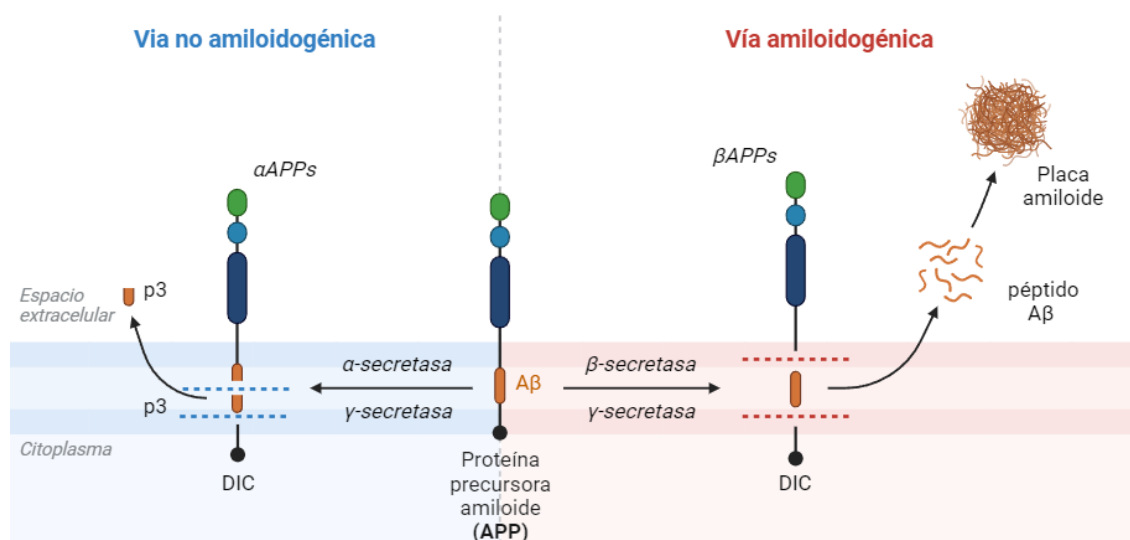 Via no amiloidogénica
Vía amiloidogénica
αAPPs
βAPPs
Placa
amiloide
Espacio
extracelular
p3
péptido
Aβ
α-secretasa
Aβ
β-secretasa
p3
γ-secretasa
γ-secretasa
Citoplasma
DIC
Proteína
precursora
amiloide
(APP)
DIC